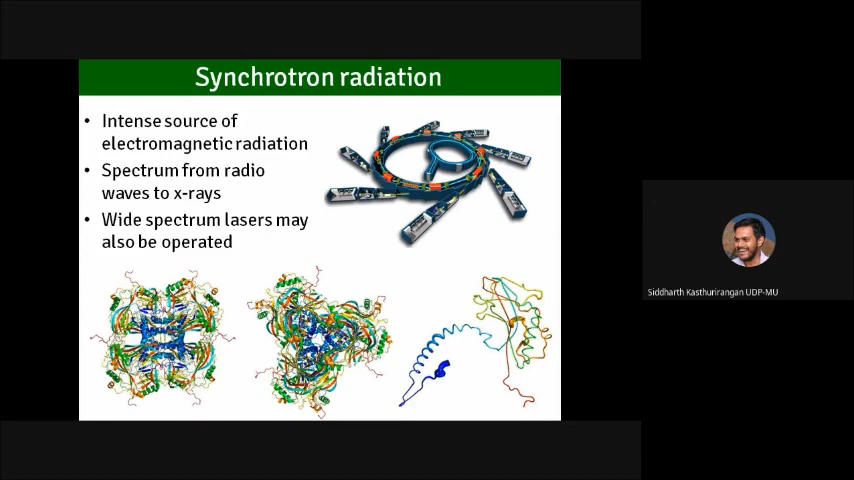 Synchrotron radiation
• Intense source of
electromagnetic radiation
• Spectrum from radio
waves to x-rays
• Wide spectrum lasers may
also be operated
Siddharth Kasthurirangan UDP-MU